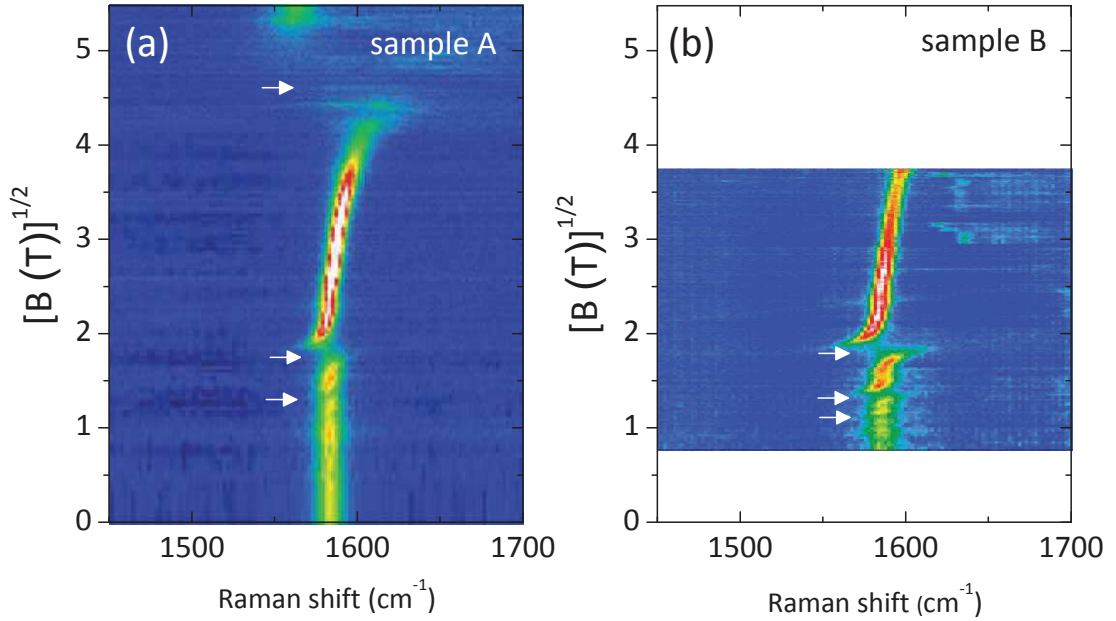 (a)
sample A
5
4
3
2
1
0
[B (T)]^1/2
1500
1600
1700
Raman shift (cm^-1)
(b)
sample B
5
4
3
2
1
0
[B (T)]^1/2
1500
1600
1700
Raman shift (cm^-1)